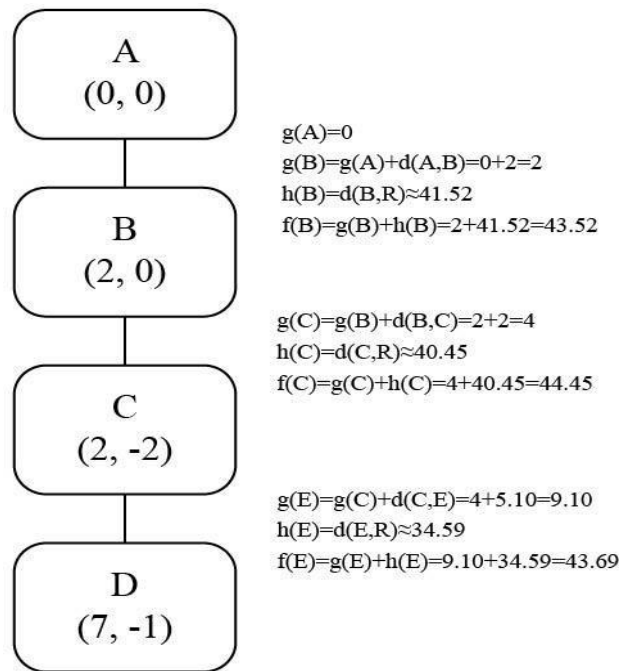 A
(0, 0)
g(A)=0
g(B)=g(A)+d(A,B)=0+2=2
h(B)=d(B,R)≈41.52
f(B)=g(B)+h(B)=2+41.52=43.52
B
(2, 0)
g(C)=g(B)+d(B,C)=2+2=4
h(C)=d(C,R)≈40.45
f(C)=g(C)+h(C)=4+40.45=44.45
C
(2, -2)
g(E)=g(C)+d(C,E)=4+5.10=9.10
h(E)=d(E,R)≈34.59
f(E)=g(E)+h(E)=9.10+34.59=43.69
D
(7, -1)